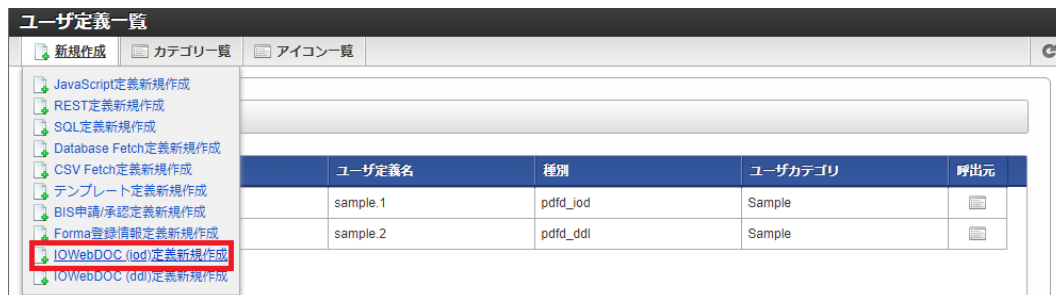 ユーザ定義一覧
新規作成 カテゴリ一覧 アイコン一覧
JavaScript定義新規作成
REST定義新規作成
SQL定義新規作成
Database Fetch定義新規作成
CSV Fetch定義新規作成
テンプレート定義新規作成
BIS申請/承認定義新規作成
Forma登録情報定義新規作成
IOWebDOC (iod)定義新規作成
IOWebDOC (ddl)定義新規作成
ユーザ定義名 種別 ユーザカテゴリ 呼出元
sample.1 pdfd_iod Sample
sample.2 pdfd_ddl Sample